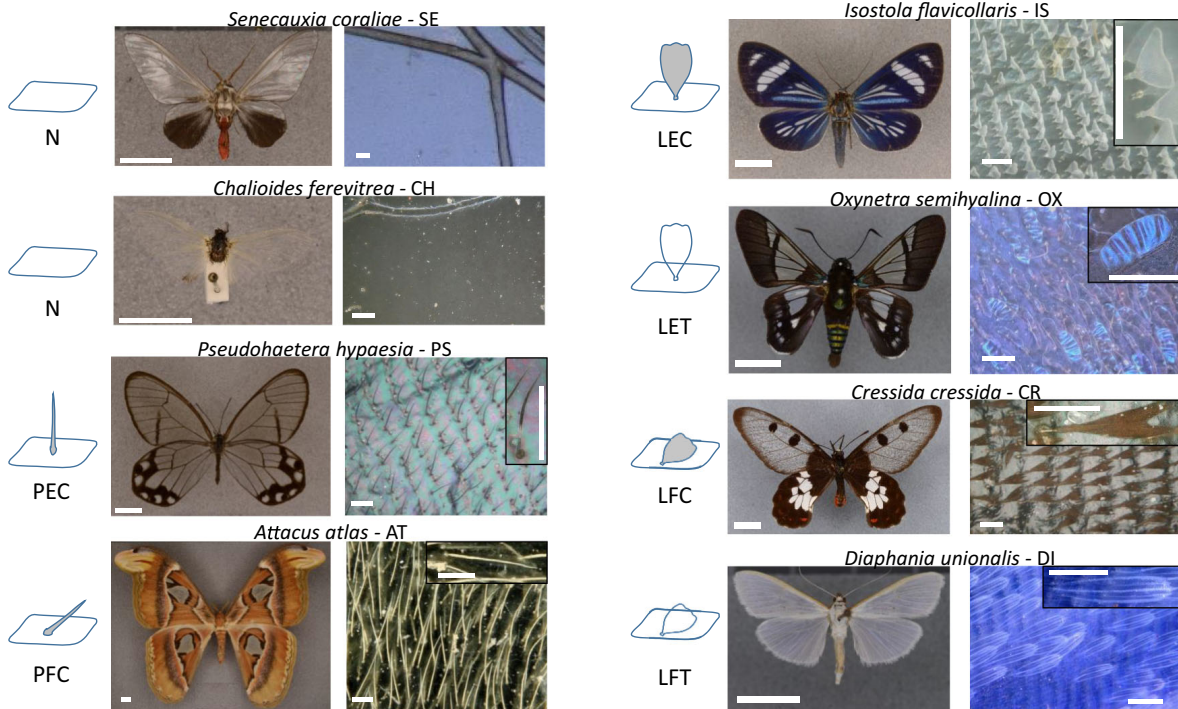 Senecauxia coraliae - SE
N
Chalioides ferevitrea - CH
N
Pseudohaetera hypaesia - PS
PEC
Attacus atlas - AT
PFC
Isostola flavicollaris - IS
LEC
Oxynetra semihyalina - OX
LET
Cressida cressida - CR
LFC
Diaphania unionalis - DI
LFT